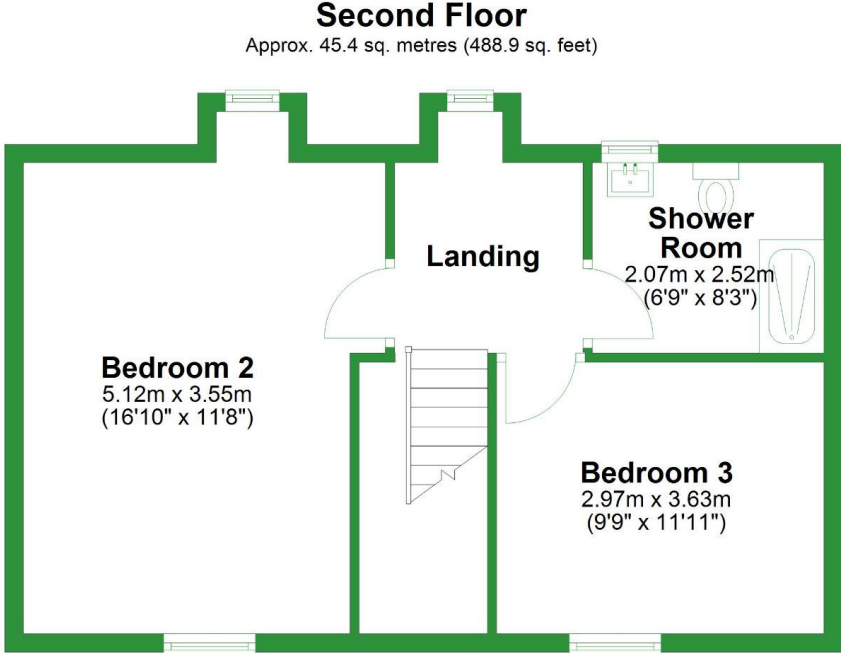 Second Floor
Approx. 45.4 sq. metres (488.9 sq. feet)
Shower
Room
2.07m x 2.52m
(6'9" x 8'3")
Landing
Bedroom 2
5.12m x 3.55m
(16'10" x 11'8")
Bedroom 3
2.97m x 3.63m
(9'9" x 11'11")